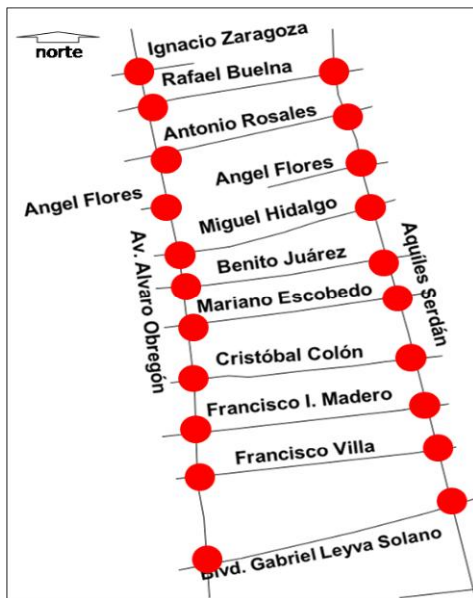 norte
Ignacio Zaragoza
Rafael Buelna
Antonio Rosales
Angel Flores
Angel Flores
Miguel Hidalgo
Av. Alvaro Obregón
Benito Juárez
Aquiles Serdán
Mariano Escobedo
Cristóbal Colón
Francisco I. Madero
Francisco Villa
Blvd. Gabriel Leyva Solano